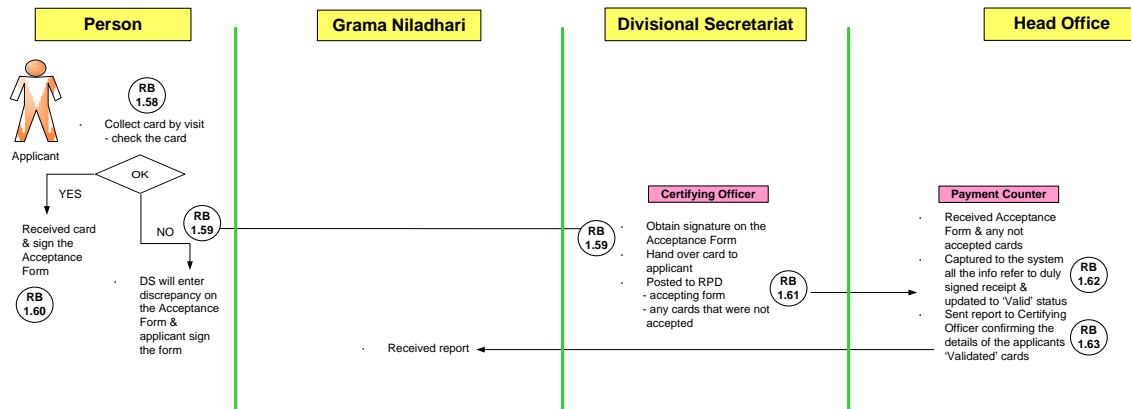 Person
Grama Niladhari
Divisional Secretariat
Head Office
RB
1.58
· Collect card by visit
- check the card
Applicant
OK
YES
NO
RB
1.59
Received card
& sign the
Acceptance
Form
RB
1.60
· DS will enter
discrepancy on
the Acceptance
Form &
applicant sign
the form
Certifying Officer
RB
1.59
· Obtain signature on the
Acceptance Form
· Hand over card to
applicant
· Posted to RPD
- accepting form
- any cards that were not
accepted
RB
1.61
Payment Counter
· Received Acceptance
Form & any not
accepted cards
· Captured to the system
all the info refer to duly
signed receipt &
updated to ‘Valid’ status
RB
1.62
· Sent report to Certifying
Officer confirming the
details of the applicants
‘Validated’ cards
RB
1.63
· Received report